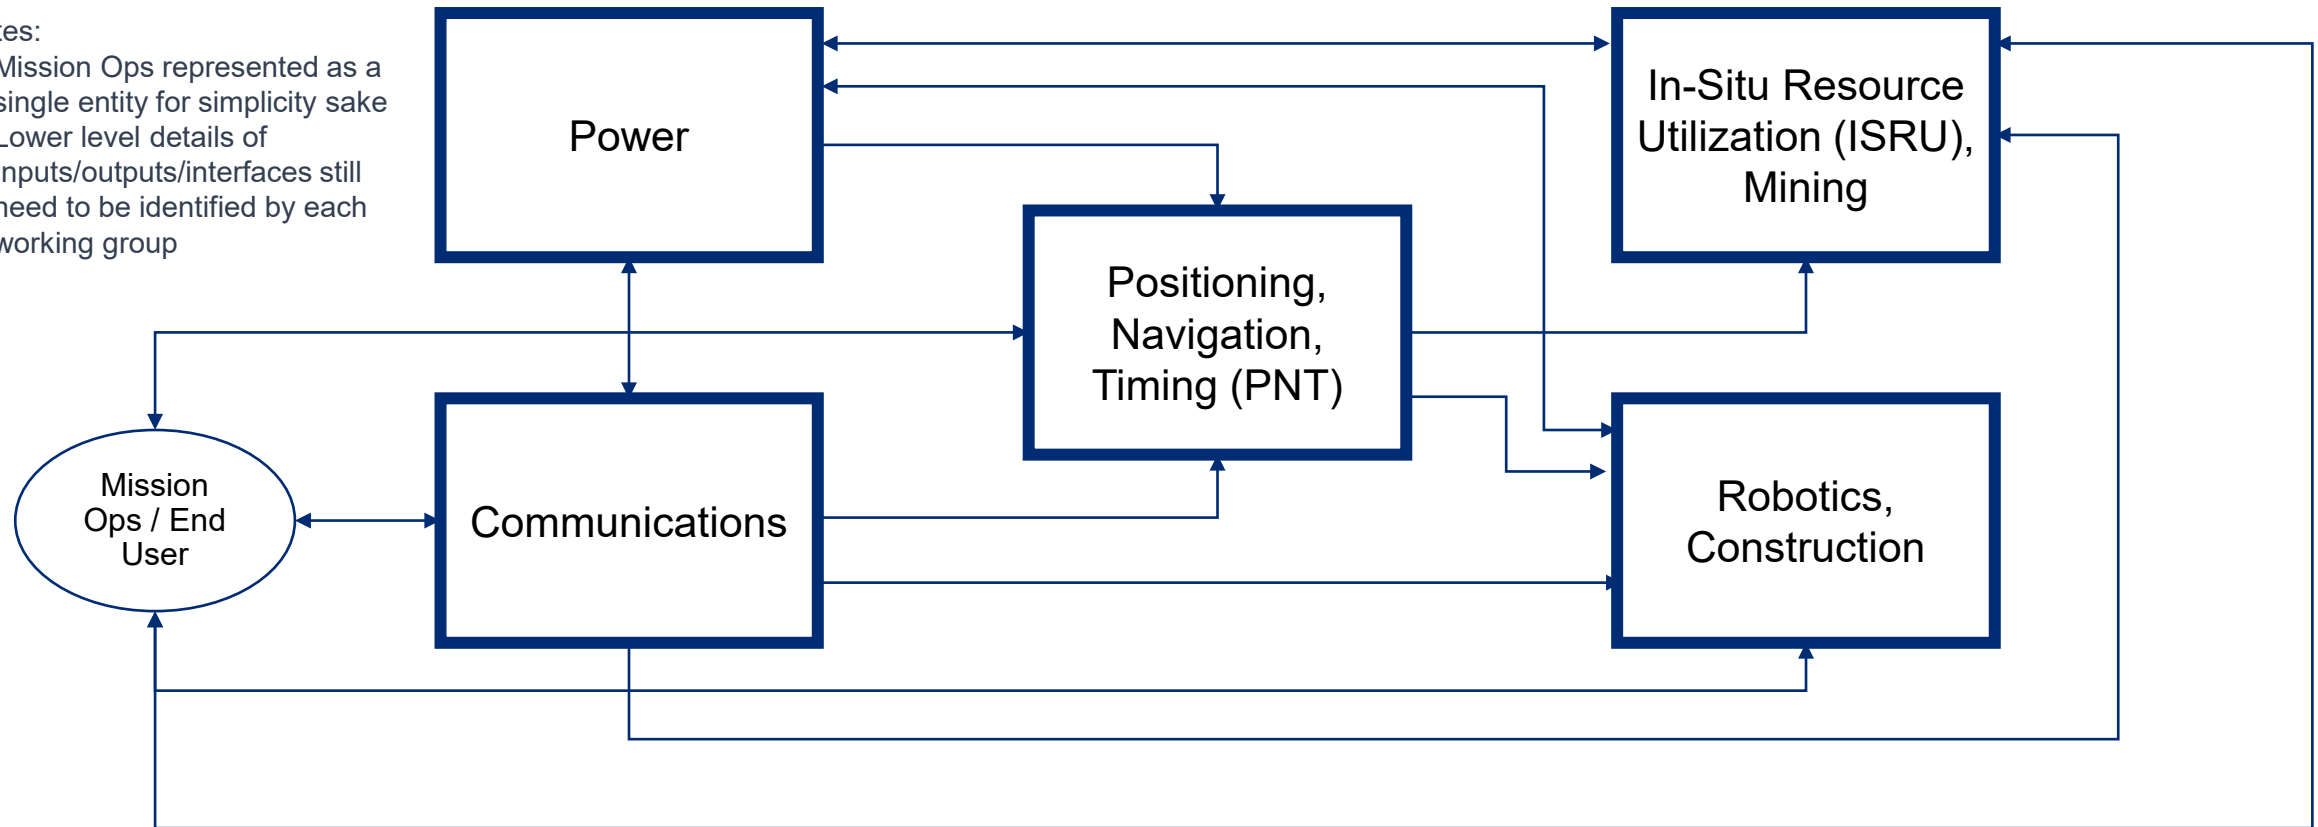 tes:
Mission Ops represented as a
single entity for simplicity sake
Lower level details of
inputs/outputs/interfaces still
need to be identified by each
working group
Power
In-Situ Resource
Utilization (ISRU),
Mining
Positioning,
Navigation,
Timing (PNT)
Mission
Ops / End
User
Communications
Robotics,
Construction